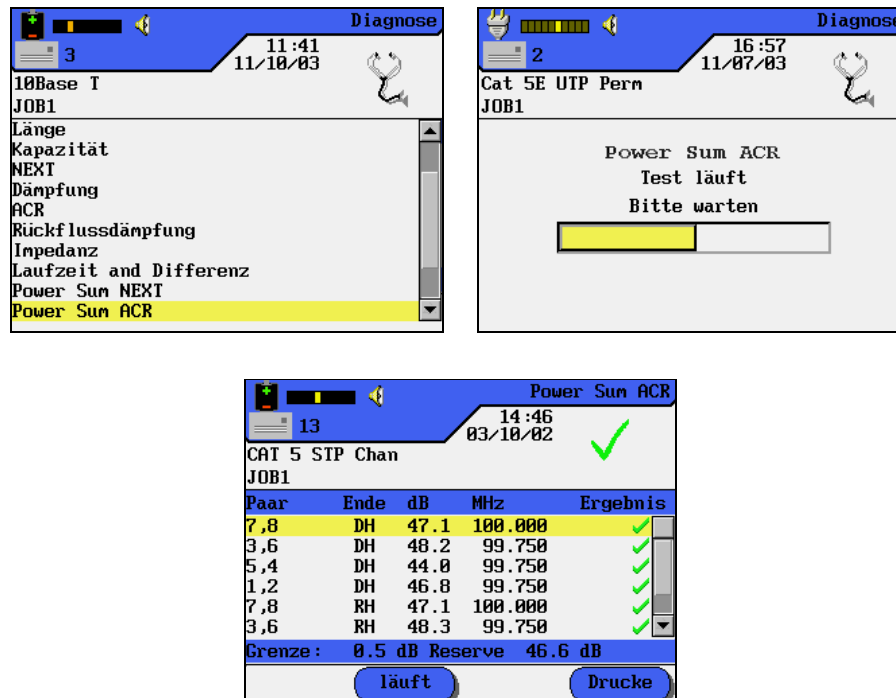 Diagnose
3
11:41
11/10/03
10Base T
JOB1
Länge
Kapazität
NEXT
Dämpfung
ACR
Rückflussdämpfung
Impedanz
Laufzeit and Differenz
Power Sum NEXT
Power Sum ACR
Diagnose
2
16:57
11/07/03
Cat 5E UTP Perm
JOB1
Power Sum ACR
Test läuft
Bitte warten
Power Sum ACR
13
14:46
03/10/02
CAT 5 STP Chan
JOB1
Paar Ende dB MHz Ergebnis
7,8 DH 47.1 100.000
3,6 DH 48.2 99.750
5,4 DH 44.0 99.750
1,2 DH 46.8 99.750
7,8 RH 47.1 100.000
3,6 RH 48.3 99.750
Grenze: 0.5 dB Reserve 46.6 dB
läuft Drucke